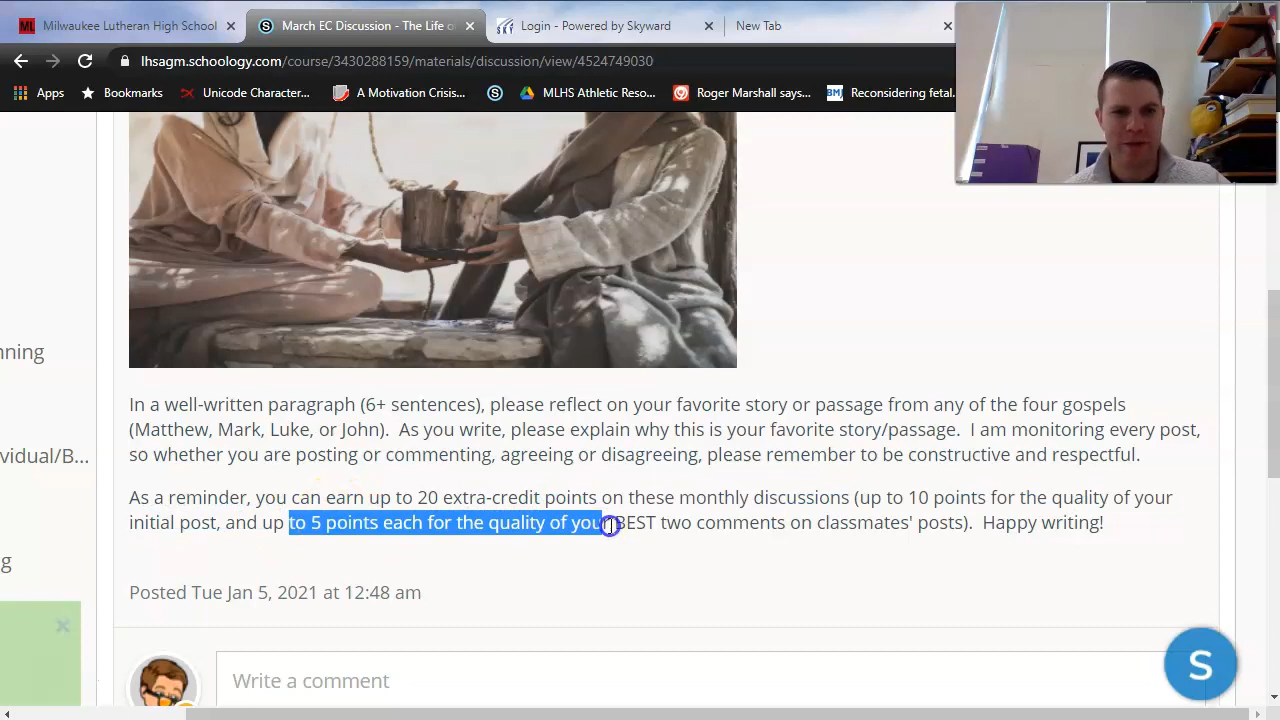 Milwaukee Lutheran High School
March EC Discussion - The Life o
Login - Powered by Skyward
New Tab
lhsagm.schoology.com/course/3430288159/materials/discussion/view/4524749030
Apps
Bookmarks
Unicode Character...
A Motivation Crisis...
MLHS Athletic Reso...
Roger Marshall says...
BMJ
Reconsidering fetal.
In a well-written paragraph (6+ sentences), please reflect on your favorite story or passage from any of the four gospels
(Matthew, Mark, Luke, or John). As you write, please explain why this is your favorite story/passage. I am monitoring every post,
so whether you are posting or commenting, agreeing or disagreeing, please remember to be constructive and respectful.
As a reminder, you can earn up to 20 extra-credit points on these monthly discussions (up to 10 points for the quality of your
initial post, and up to 5 points each for the quality of your BEST two comments on classmates' posts). Happy writing!
Posted Tue Jan 5, 2021 at 12:48 am
Write a comment
nning
vidual/B...
ng
S